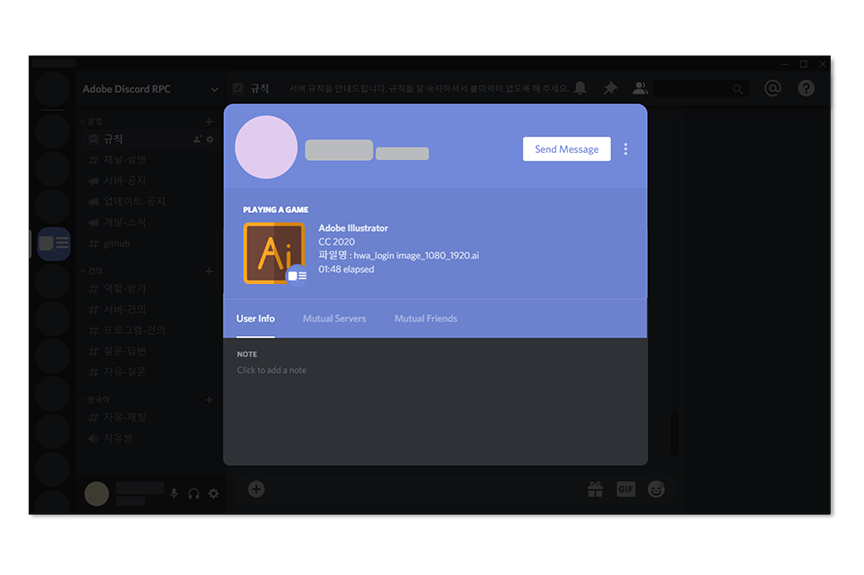 Adobe Discord RPC
규칙
서버 규칙을 안내드립니다. 규칙을 잘 숙지하셔서 불이익이 없도록 해 주세요.
운영
규칙
채널-설명
서버-공지
업데이트-공지
개발-소식
github
건의
역할-받기
서버-건의
프로그램-건의
질문-답변
자유-질문
한국어
자유-채팅
자유방
Send Message
PLAYING A GAME
Ai
Adobe Illustrator
CC 2020
파일명 : hwa_login image_1080_1920.ai
01:48 elapsed
User Info
Mutual Servers
Mutual Friends
NOTE
Click to add a note
GIF